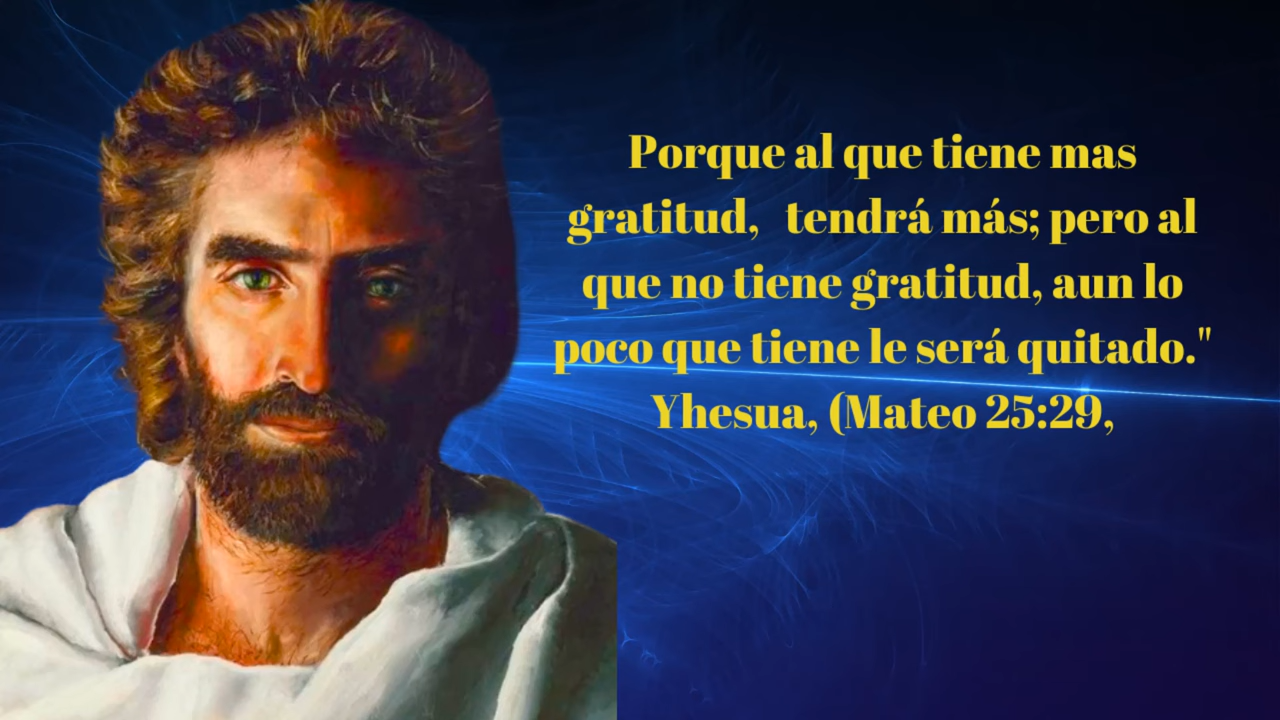 Porque al que tiene mas
gratitud, tendrá más; pero al
que no tiene gratitud, aun lo
poco que tiene le será quitado."
Yhesua, (Mateo 25:29,